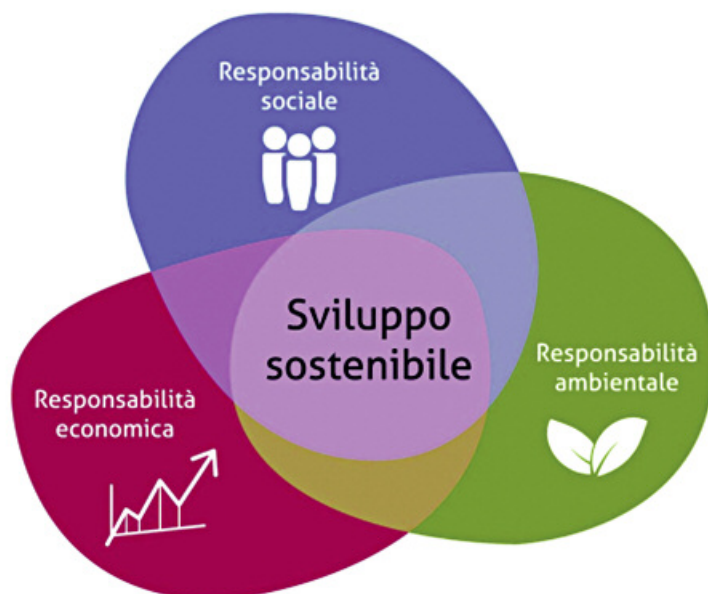 Responsabilità
sociale
Sviluppo
sostenibile
Responsabilità
ambientale
Responsabilità
economica